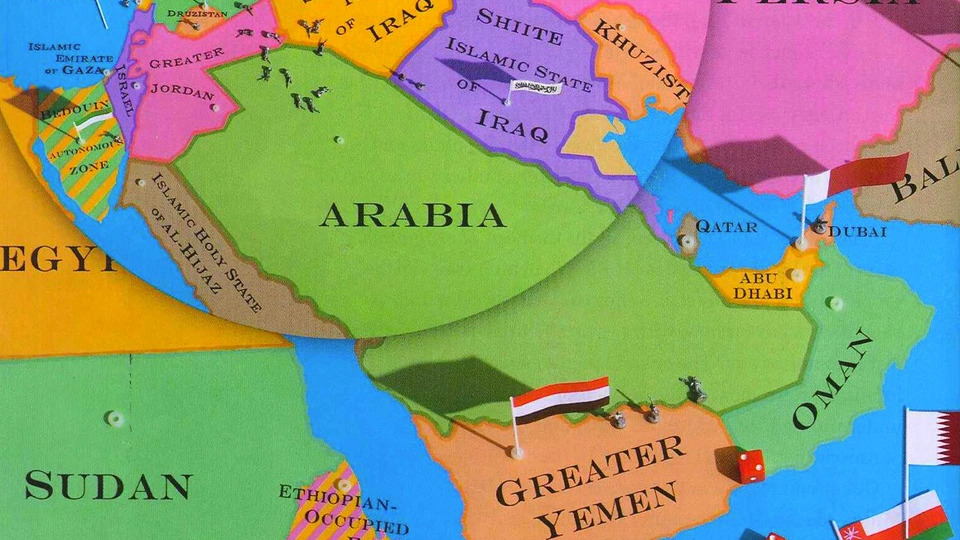 DRUZISTAN
OF
IRAQ
GREATER
JORDAN
ISLAMIC
EMIRATE
OF GAZA
ISRAEL
BEDOUIN
AUTONOMOUS
ZONE
SHIITE
ISLAMIC STATE
OF
IRAQ
KHUZIST
PERSIA
BAL
ARABIA
ISLAMIC HOLY STATE
OF AL-HIJAZ
QATAR
DUBAI
ABU
DHABI
OMAN
EGYP
SUDAN
ETHIOPIAN-
OCCUPIED
GREATER
YEMEN